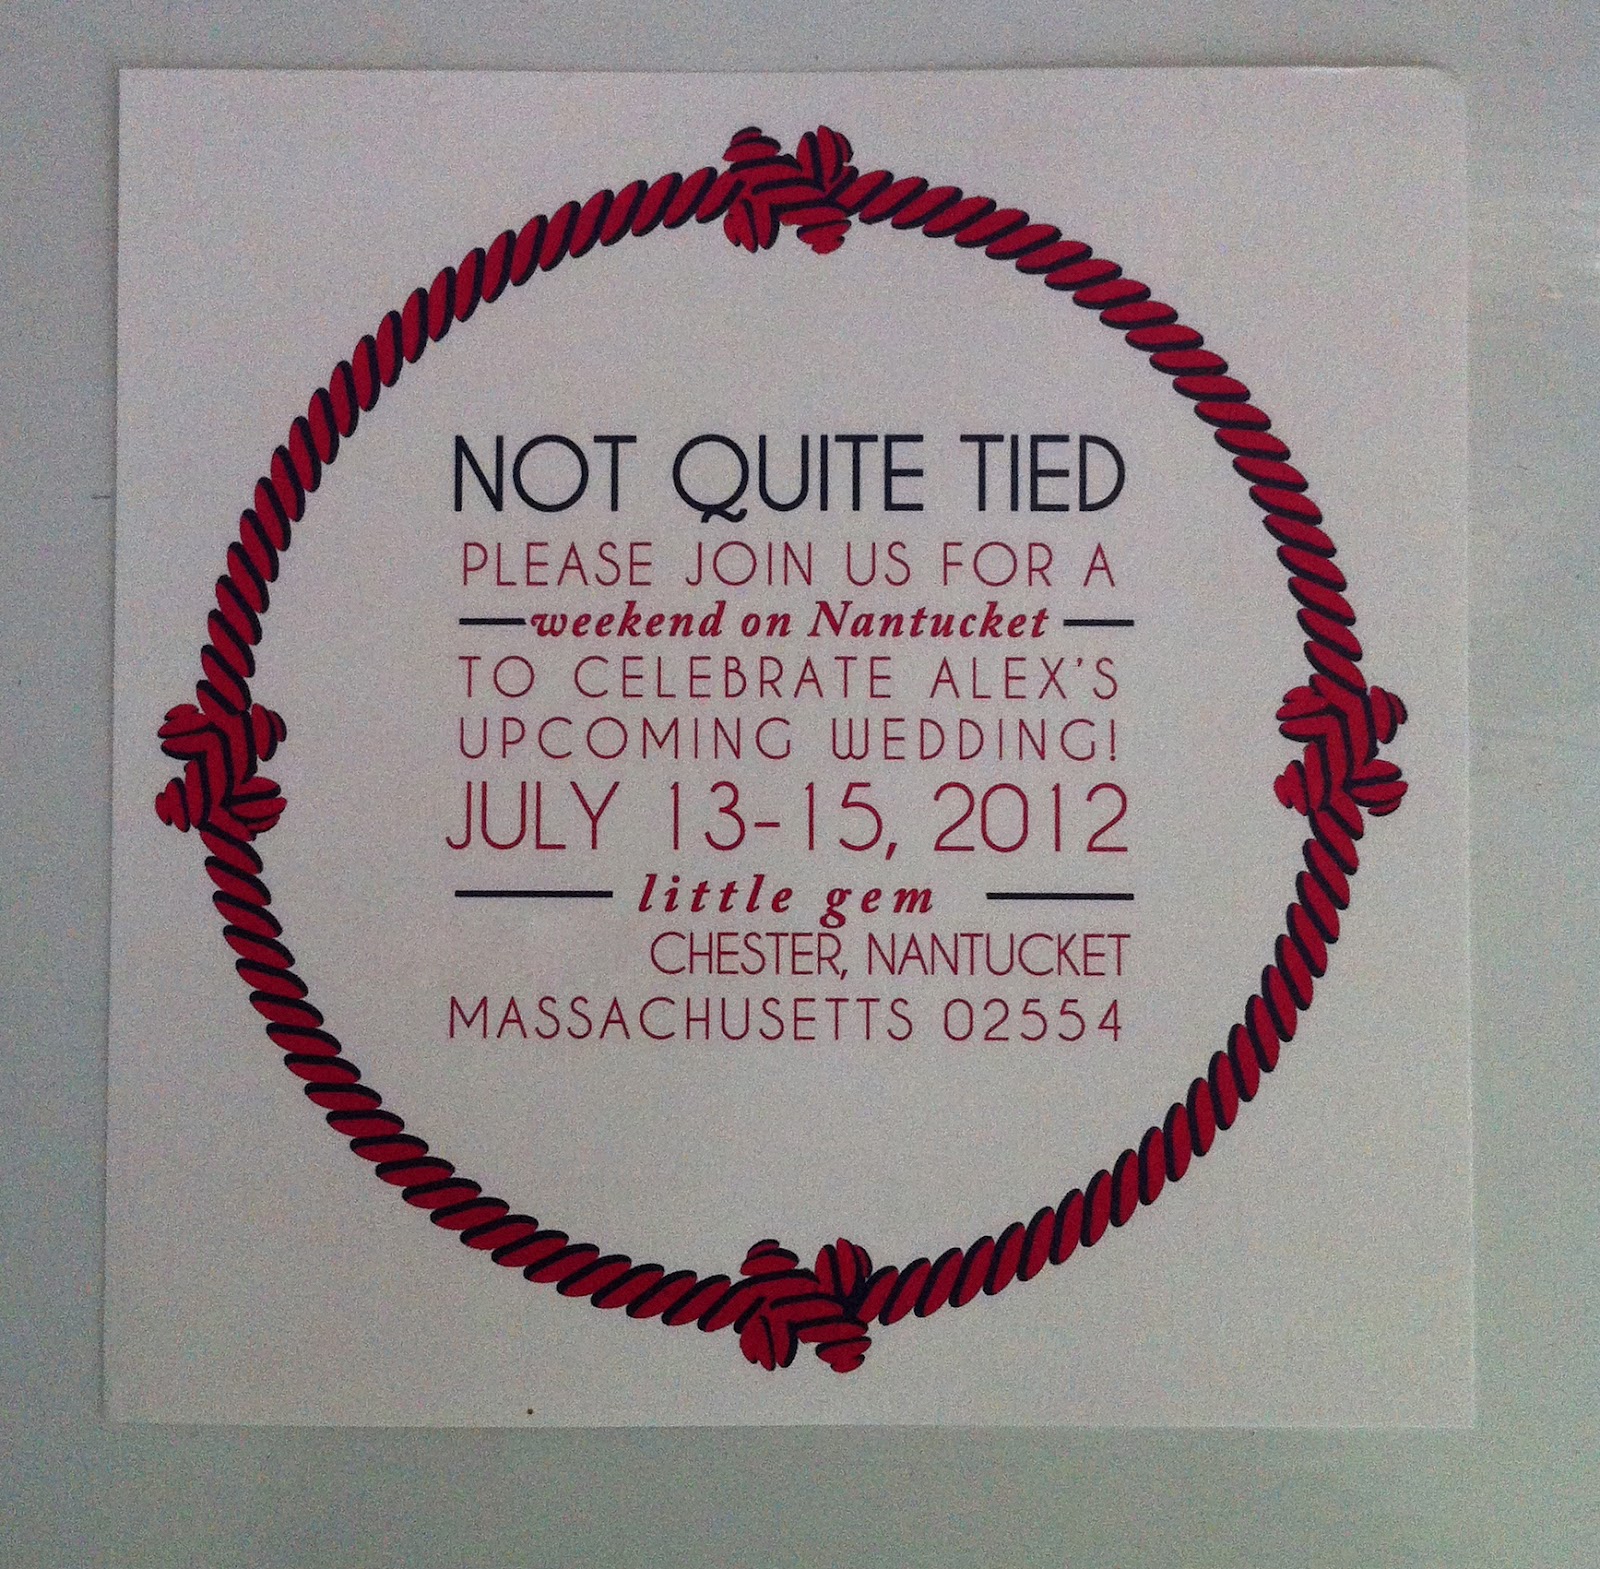 NOT QUITE TIED
PLEASE JOIN US FOR A
weekend on Nantucket
TO CELEBRATE ALEX'S
UPCOMING WEDDING!
JULY 13-15, 2012
little gem
CHESTER, NANTUCKET
MASSACHUSETTS 02554